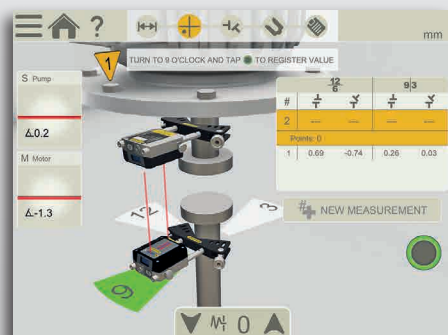 ?
mm
1
TURN TO 9 O'CLOCK AND TAP TO REGISTER VALUE
S Pump
∡0.2
M Motor
∡-1.3
12
6
9 3
#
2 --- --- --- ---
Points: 0
1 0.69 -0.74 0.26 0.03
NEW MEASUREMENT
12
3
9
0